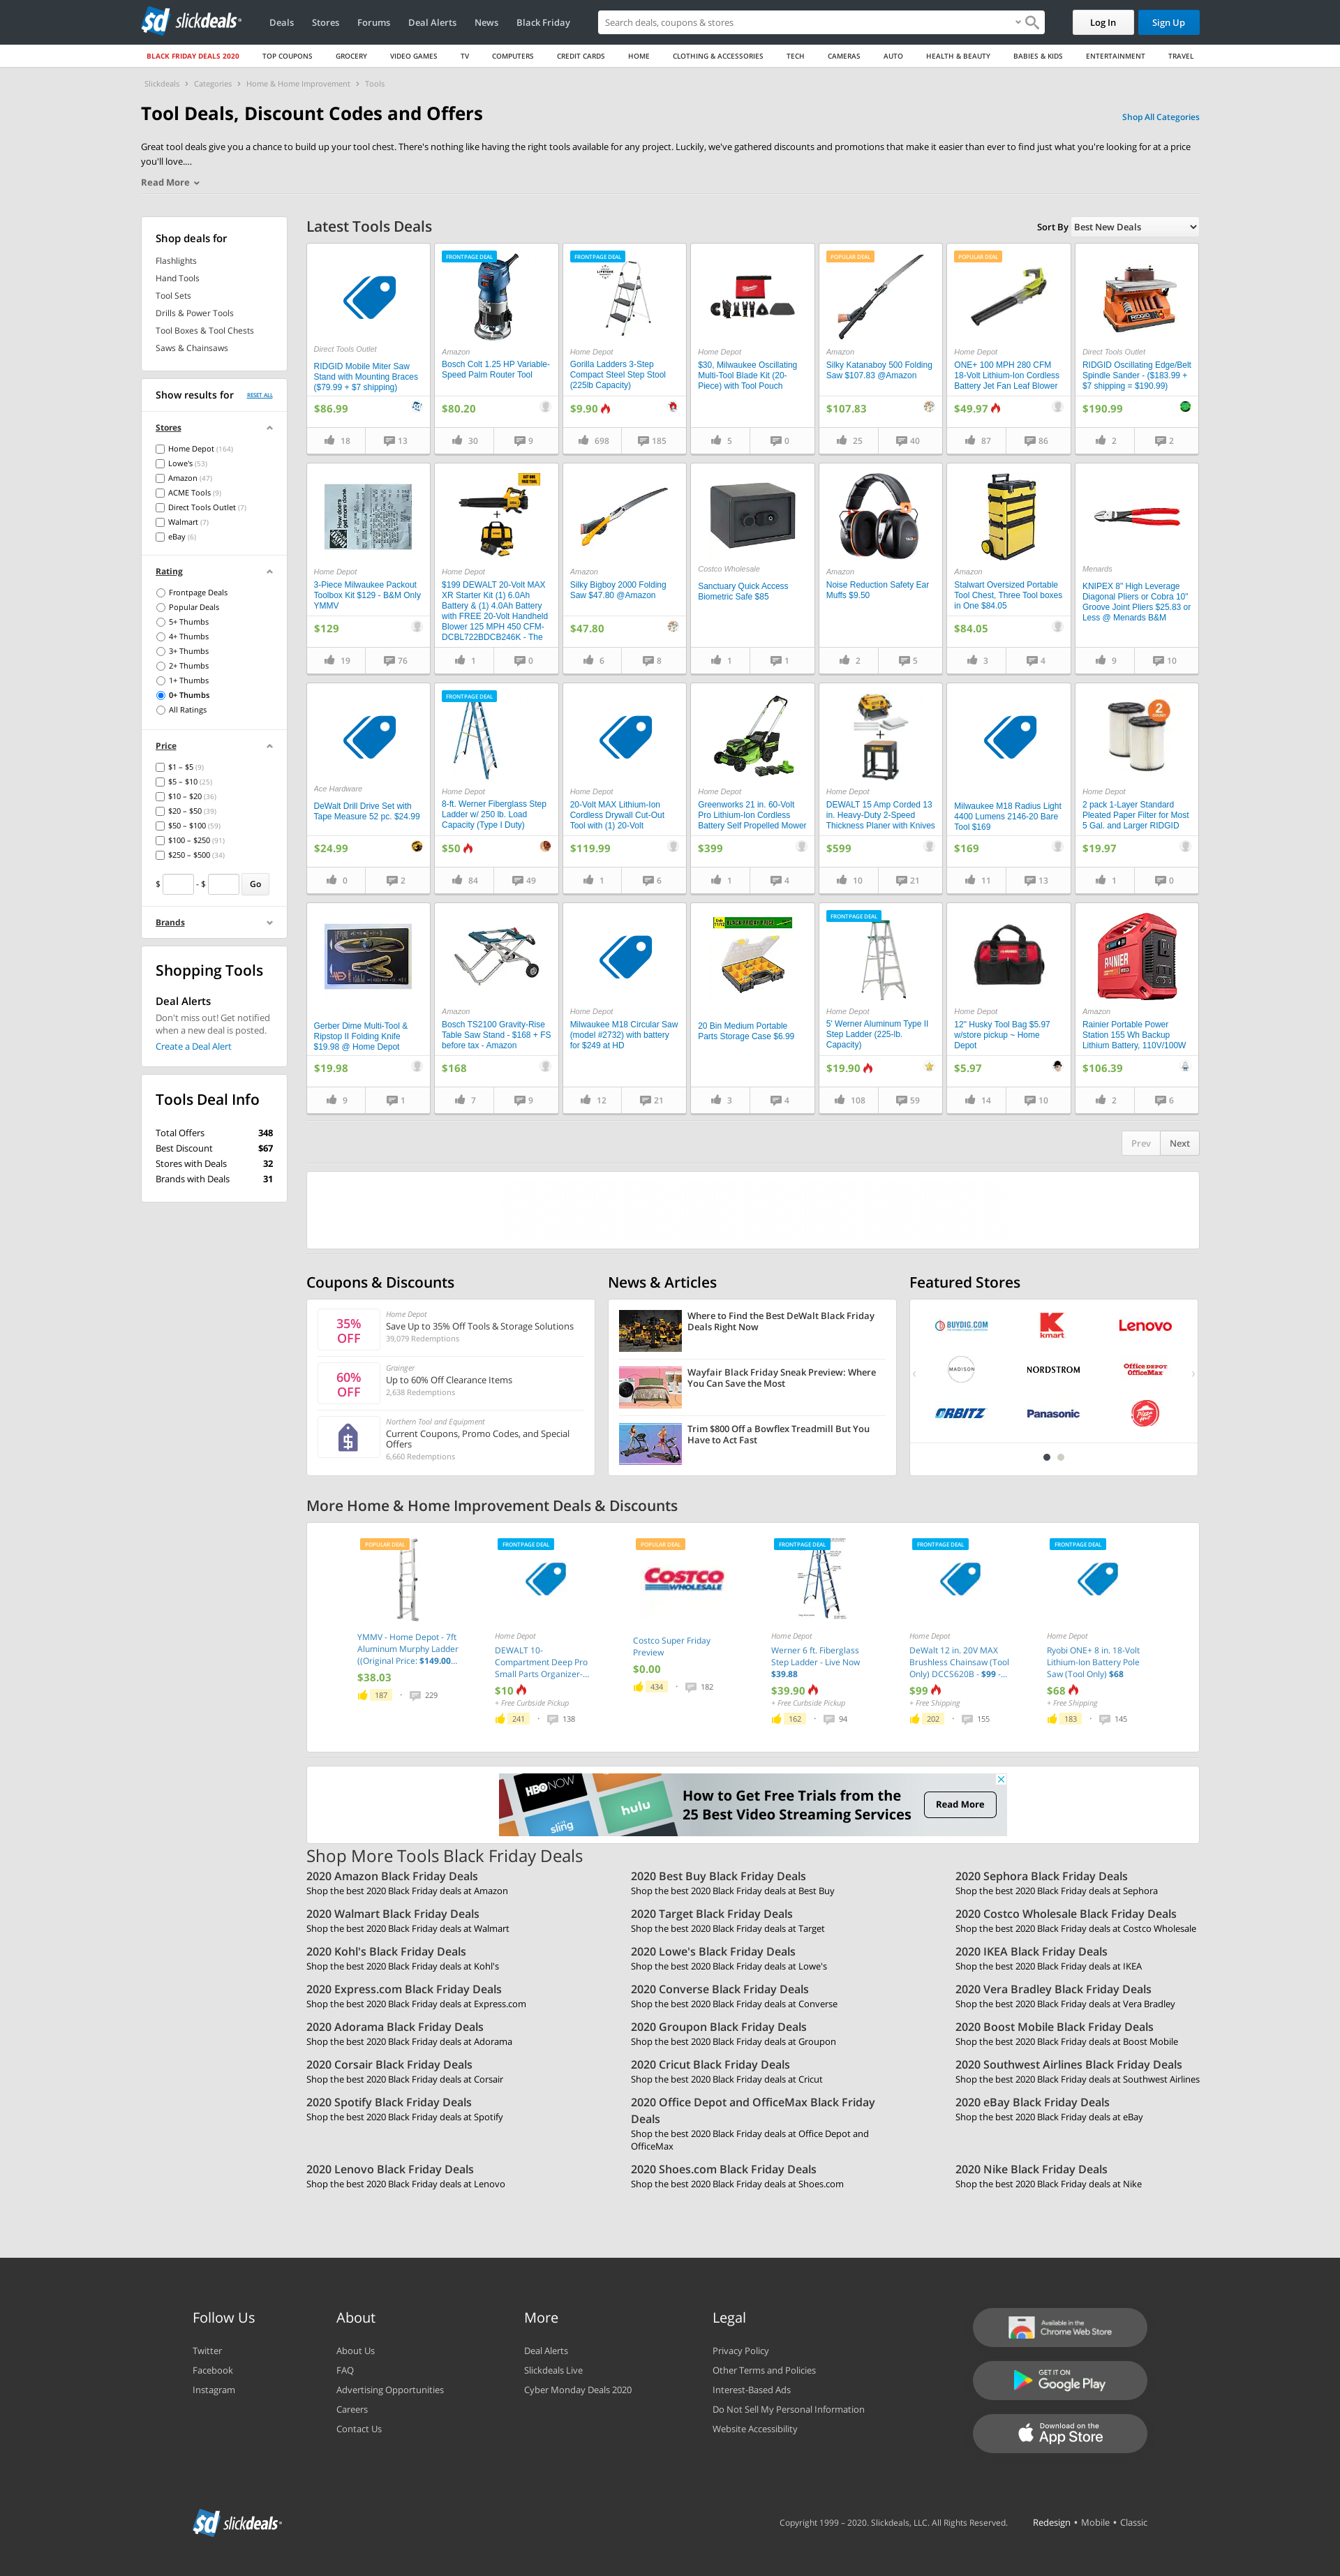 slickdeals
Deals
Stores
Forums
Deal Alerts
News
Black Friday
Search deals, coupons & stores
Log In
Sign Up
BLACK FRIDAY DEALS 2020
TOP COUPONS
GROCERY
VIDEO GAMES
TV
COMPUTERS
CREDIT CARDS
HOME
CLOTHING & ACCESSORIES
TECH
CAMERAS
AUTO
HEALTH & BEAUTY
BABIES & KIDS
ENTERTAINMENT
TRAVEL
Slickdeals › Categories › Home & Home Improvement › Tools
Tool Deals, Discount Codes and Offers
Shop All Categories
Great tool deals give you a chance to build up your tool chest. There's nothing like having the right tools available for any project. Luckily, we've gathered discounts and promotions that make it easier than ever to find just what you're looking for at a price
you'll love....
Read More
Shop deals for
Flashlights
Hand Tools
Tool Sets
Drills & Power Tools
Tool Boxes & Tool Chests
Saws & Chainsaws
Show results for RESET ALL
Stores
Home Depot (164)
Lowe's (53)
Amazon (47)
ACME Tools (9)
Direct Tools Outlet (7)
Walmart (7)
eBay (6)
Rating
Frontpage Deals
Popular Deals
5+ Thumbs
4+ Thumbs
3+ Thumbs
2+ Thumbs
1+ Thumbs
0+ Thumbs
All Ratings
Price
$1 – $5 (9)
$5 – $10 (25)
$10 – $20 (36)
$20 – $50 (39)
$50 – $100 (59)
$100 – $250 (91)
$250 – $500 (34)
$ - $ Go
Brands
Shopping Tools
Deal Alerts
Don't miss out! Get notified
when a new deal is posted.
Create a Deal Alert
Tools Deal Info
Total Offers 348
Best Discount $67
Stores with Deals 32
Brands with Deals 31
Latest Tools Deals
Sort By Best New Deals
Direct Tools Outlet
RIDGID Mobile Miter Saw
Stand with Mounting Braces
($79.99 + $7 shipping)
$86.99
18 13
FRONTPAGE DEAL
Amazon
Bosch Colt 1.25 HP Variable-
Speed Palm Router Tool
$80.20
30 9
FRONTPAGE DEAL
Home Depot
Gorilla Ladders 3-Step
Compact Steel Step Stool
(225lb Capacity)
$9.90
698 185
Home Depot
$30, Milwaukee Oscillating
Multi-Tool Blade Kit (20-
Piece) with Tool Pouch
5 0
POPULAR DEAL
Amazon
Silky Katanaboy 500 Folding
Saw $107.83 @Amazon
$107.83
25 40
POPULAR DEAL
Home Depot
ONE+ 100 MPH 280 CFM
18-Volt Lithium-Ion Cordless
Battery Jet Fan Leaf Blower
$49.97
87 86
Direct Tools Outlet
RIDGID Oscillating Edge/Belt
Spindle Sander - ($183.99 +
$7 shipping = $190.99)
$190.99
2 2
Home Depot
3-Piece Milwaukee Packout
Toolbox Kit $129 - B&M Only
YMMV
$129
19 76
Home Depot
$199 DEWALT 20-Volt MAX
XR Starter Kit (1) 6.0Ah
Battery & (1) 4.0Ah Battery
with FREE 20-Volt Handheld
Blower 125 MPH 450 CFM-
DCBL722BDCB246K - The
1 0
Amazon
Silky Bigboy 2000 Folding
Saw $47.80 @Amazon
$47.80
6 8
Costco Wholesale
Sanctuary Quick Access
Biometric Safe $85
1 1
Amazon
Noise Reduction Safety Ear
Muffs $9.50
2 5
Amazon
Stalwart Oversized Portable
Tool Chest, Three Tool boxes
in One $84.05
$84.05
3 4
Menards
KNIPEX 8" High Leverage
Diagonal Pliers or Cobra 10"
Groove Joint Pliers $25.83 or
Less @ Menards B&M
9 10
Ace Hardware
DeWalt Drill Drive Set with
Tape Measure 52 pc. $24.99
$24.99
0 2
FRONTPAGE DEAL
Home Depot
8-ft. Werner Fiberglass Step
Ladder w/ 250 lb. Load
Capacity (Type I Duty)
$50
84 49
Home Depot
20-Volt MAX Lithium-Ion
Cordless Drywall Cut-Out
Tool with (1) 20-Volt
$119.99
1 6
Home Depot
Greenworks 21 in. 60-Volt
Pro Lithium-Ion Cordless
Battery Self Propelled Mower
$399
1 4
Home Depot
DEWALT 15 Amp Corded 13
in. Heavy-Duty 2-Speed
Thickness Planer with Knives
$599
10 21
Milwaukee M18 Radius Light
4400 Lumens 2146-20 Bare
Tool $169
$169
11 13
Home Depot
2 pack 1-Layer Standard
Pleated Paper Filter for Most
5 Gal. and Larger RIDGID
$19.97
1 0
Gerber Dime Multi-Tool &
Ripstop II Folding Knife
$19.98 @ Home Depot
$19.98
9 1
Amazon
Bosch TS2100 Gravity-Rise
Table Saw Stand - $168 + FS
before tax - Amazon
$168
7 9
Home Depot
Milwaukee M18 Circular Saw
(model #2732) with battery
for $249 at HD
12 21
20 Bin Medium Portable
Parts Storage Case $6.99
3 4
FRONTPAGE DEAL
Home Depot
5' Werner Aluminum Type II
Step Ladder (225-lb.
Capacity)
$19.90
108 59
Home Depot
12" Husky Tool Bag $5.97
w/store pickup ~ Home
Depot
$5.97
14 10
RAINIER
Amazon
Rainier Portable Power
Station 155 Wh Backup
Lithium Battery, 110V/100W
$106.39
2 6
Prev Next
Coupons & Discounts
35%
OFF
Home Depot
Save Up to 35% Off Tools & Storage Solutions
39,079 Redemptions
60%
OFF
Grainger
Up to 60% Off Clearance Items
2,638 Redemptions
Northern Tool and Equipment
Current Coupons, Promo Codes, and Special
Offers
6,660 Redemptions
News & Articles
Where to Find the Best DeWalt Black Friday
Deals Right Now
Wayfair Black Friday Sneak Preview: Where
You Can Save the Most
Trim $800 Off a Bowflex Treadmill But You
Have to Act Fast
Featured Stores
BUYDIG.COM
kmart
Lenovo
MADISON
NORDSTROM
Office DEPOT
OfficeMax
ORBITZ
Panasonic
Pizza Hut
More Home & Home Improvement Deals & Discounts
POPULAR DEAL
YMMV - Home Depot - 7ft
Aluminum Murphy Ladder
((Original Price: $149.00...
$38.03
187 · 229
FRONTPAGE DEAL
Home Depot
DEWALT 10-
Compartment Deep Pro
Small Parts Organizer-...
$10
+ Free Curbside Pickup
241 · 138
POPULAR DEAL
COSTCO
WHOLESALE
Costco Super Friday
Preview
$0.00
434 · 182
FRONTPAGE DEAL
Home Depot
Werner 6 ft. Fiberglass
Step Ladder - Live Now
$39.88
$39.90
+ Free Curbside Pickup
162 · 94
FRONTPAGE DEAL
Home Depot
DeWalt 12 in. 20V MAX
Brushless Chainsaw (Tool
Only) DCCS620B - $99 -...
$99
+ Free Shipping
202 · 155
FRONTPAGE DEAL
Home Depot
Ryobi ONE+ 8 in. 18-Volt
Lithium-Ion Battery Pole
Saw (Tool Only) $68
$68
+ Free Shipping
183 · 145
HBO NOW
hulu
sling
How to Get Free Trials from the
25 Best Video Streaming Services
Read More
Shop More Tools Black Friday Deals
2020 Amazon Black Friday Deals
Shop the best 2020 Black Friday deals at Amazon
2020 Best Buy Black Friday Deals
Shop the best 2020 Black Friday deals at Best Buy
2020 Sephora Black Friday Deals
Shop the best 2020 Black Friday deals at Sephora
2020 Walmart Black Friday Deals
Shop the best 2020 Black Friday deals at Walmart
2020 Target Black Friday Deals
Shop the best 2020 Black Friday deals at Target
2020 Costco Wholesale Black Friday Deals
Shop the best 2020 Black Friday deals at Costco Wholesale
2020 Kohl's Black Friday Deals
Shop the best 2020 Black Friday deals at Kohl's
2020 Lowe's Black Friday Deals
Shop the best 2020 Black Friday deals at Lowe's
2020 IKEA Black Friday Deals
Shop the best 2020 Black Friday deals at IKEA
2020 Express.com Black Friday Deals
Shop the best 2020 Black Friday deals at Express.com
2020 Converse Black Friday Deals
Shop the best 2020 Black Friday deals at Converse
2020 Vera Bradley Black Friday Deals
Shop the best 2020 Black Friday deals at Vera Bradley
2020 Adorama Black Friday Deals
Shop the best 2020 Black Friday deals at Adorama
2020 Groupon Black Friday Deals
Shop the best 2020 Black Friday deals at Groupon
2020 Boost Mobile Black Friday Deals
Shop the best 2020 Black Friday deals at Boost Mobile
2020 Corsair Black Friday Deals
Shop the best 2020 Black Friday deals at Corsair
2020 Cricut Black Friday Deals
Shop the best 2020 Black Friday deals at Cricut
2020 Southwest Airlines Black Friday Deals
Shop the best 2020 Black Friday deals at Southwest Airlines
2020 Spotify Black Friday Deals
Shop the best 2020 Black Friday deals at Spotify
2020 Office Depot and OfficeMax Black Friday
Deals
Shop the best 2020 Black Friday deals at Office Depot and
OfficeMax
2020 eBay Black Friday Deals
Shop the best 2020 Black Friday deals at eBay
2020 Lenovo Black Friday Deals
Shop the best 2020 Black Friday deals at Lenovo
2020 Shoes.com Black Friday Deals
Shop the best 2020 Black Friday deals at Shoes.com
2020 Nike Black Friday Deals
Shop the best 2020 Black Friday deals at Nike
Follow Us
Twitter
Facebook
Instagram
About
About Us
FAQ
Advertising Opportunities
Careers
Contact Us
More
Deal Alerts
Slickdeals Live
Cyber Monday Deals 2020
Legal
Privacy Policy
Other Terms and Policies
Interest-Based Ads
Do Not Sell My Personal Information
Website Accessibility
Available in the
Chrome Web Store
GET IT ON
Google Play
Download on the
App Store
slickdeals
Copyright 1999 – 2020. Slickdeals, LLC. All Rights Reserved.
Redesign • Mobile • Classic